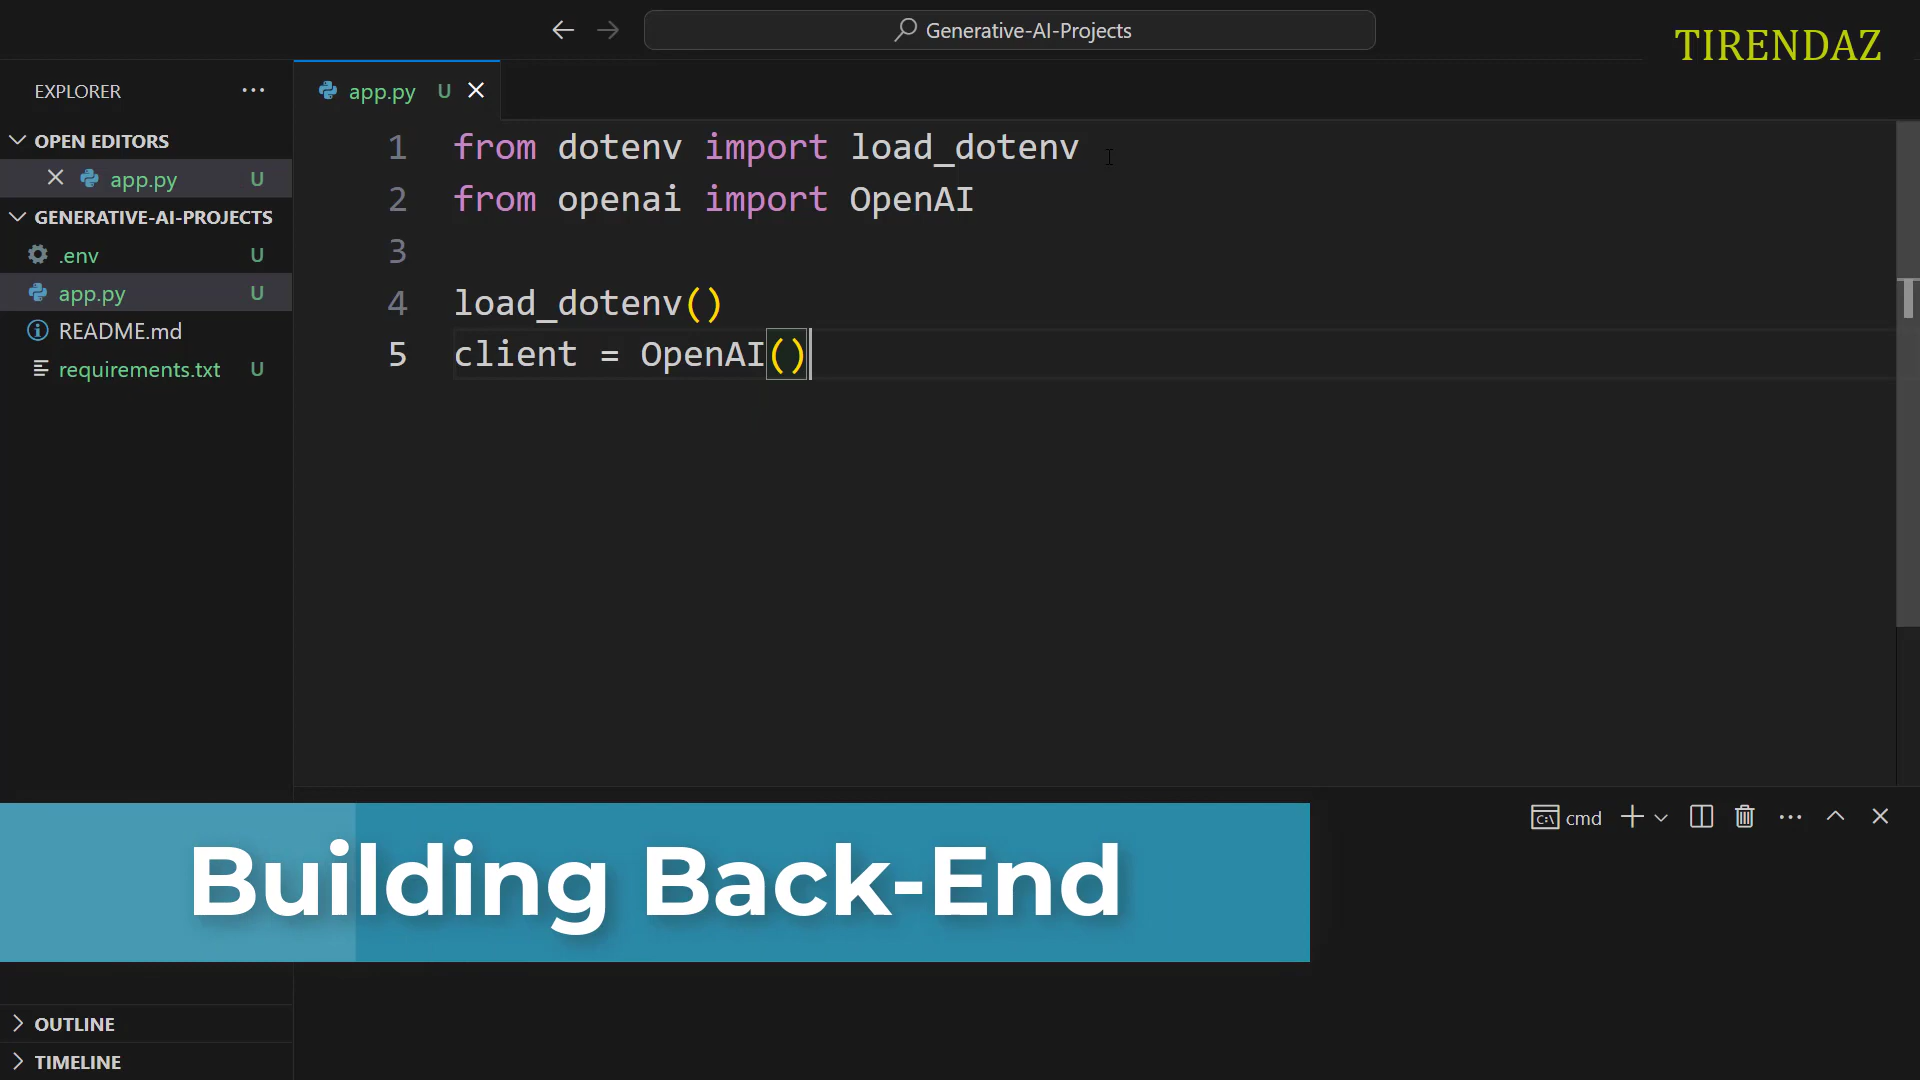 Generative-AI-Projects
TIRENDAZ
EXPLORER
app.py U
OPEN EDITORS
app.py U
GENERATIVE-AI-PROJECTS
.env U
app.py U
README.md
requirements.txt U
1 from dotenv import load_dotenv
2 from openai import OpenAI
3
4 load_dotenv()
5 client = OpenAI()
cmd
Building Back-End
OUTLINE
TIMELINE